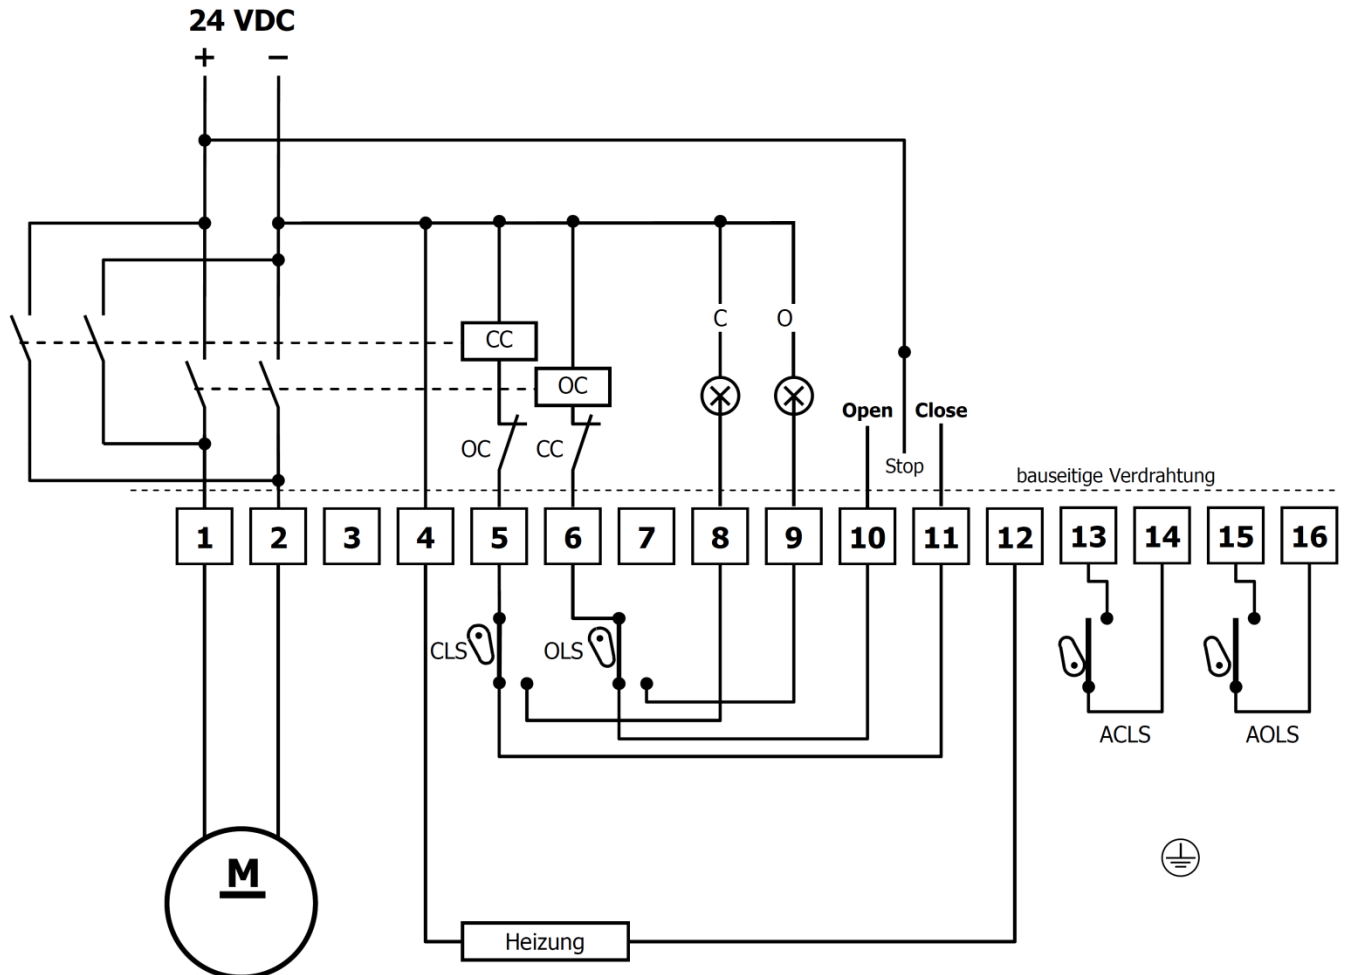 24 VDC
+ −
C O
CC
OC
Open Close
OC CC
Stop
bauseitige Verdrahtung
1 2 3 4 5 6 7 8 9 10 11 12 13 14 15 16
CLS OLS
ACLS AOLS
M
Heizung